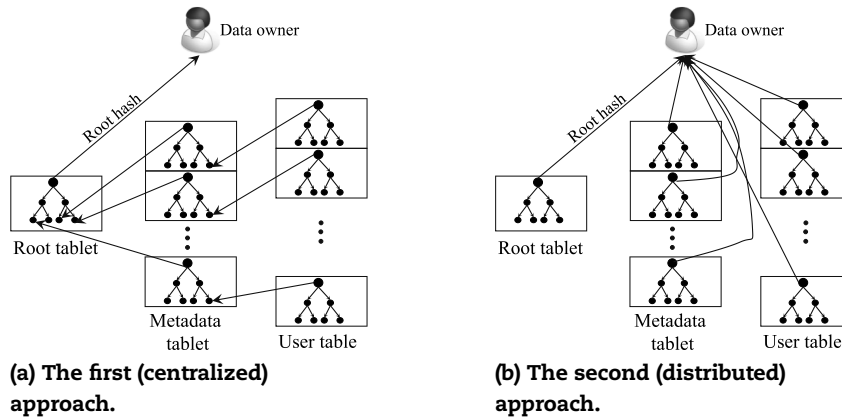 Data owner
Root hash
Root tablet
Metadata
tablet
User table
(a) The first (centralized)
approach.
Data owner
Root hash
Root tablet
Metadata
tablet
User table
(b) The second (distributed)
approach.